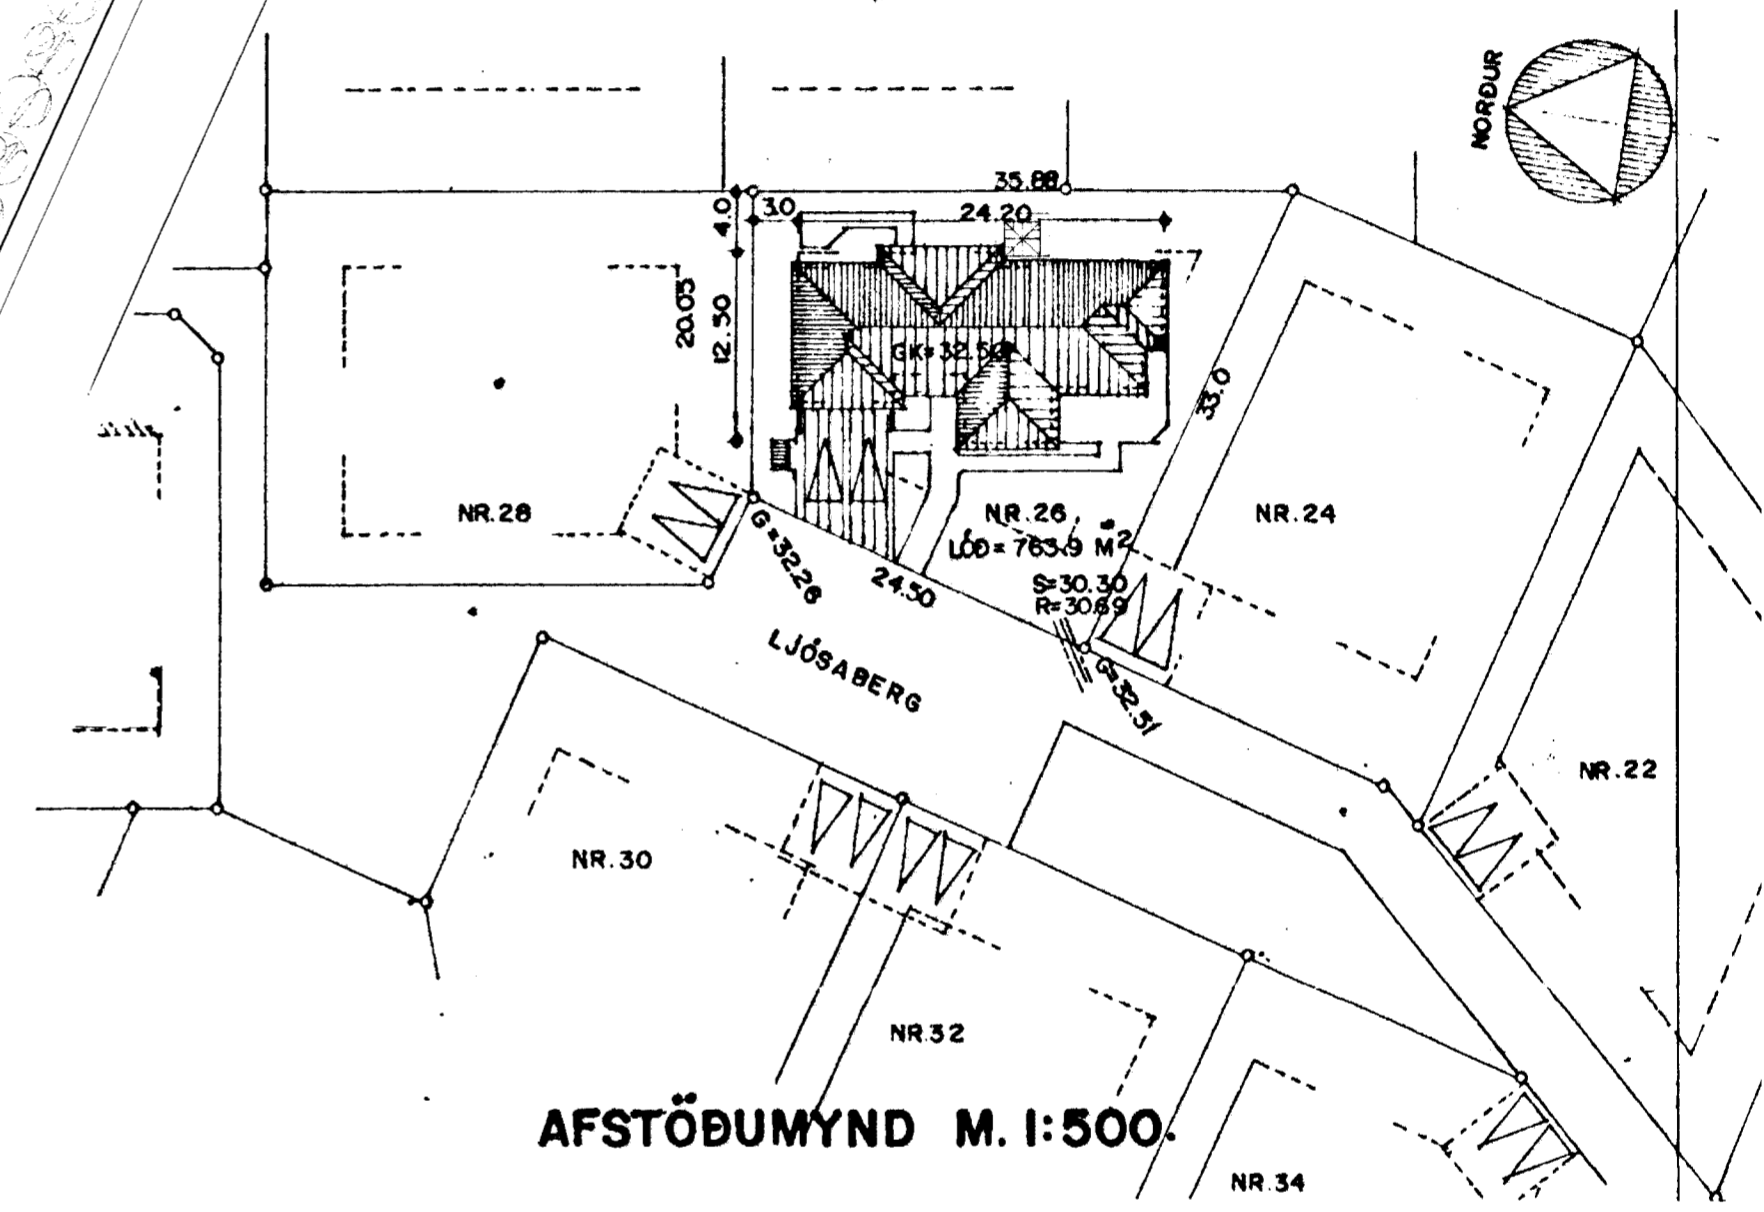 NORÐUR
35.88
3.0
24.20
4.0
20.05
12.50
GK=32.50
33.0
NR.28
NR.26
NR.24
LÓÐ = 763.9 M²
G=32.26
S=30.30
R=30.69
24.50
LJÓSABERG
G=32.51
NR.22
NR.30
NR.32
AFSTÖÐUMYND M. 1:500.
NR.34